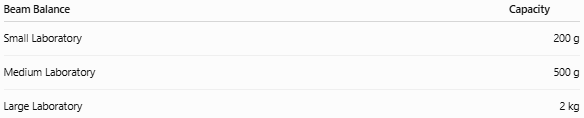 Beam Balance Capacity
Small Laboratory 200 g
Medium Laboratory 500 g
Large Laboratory 2 kg